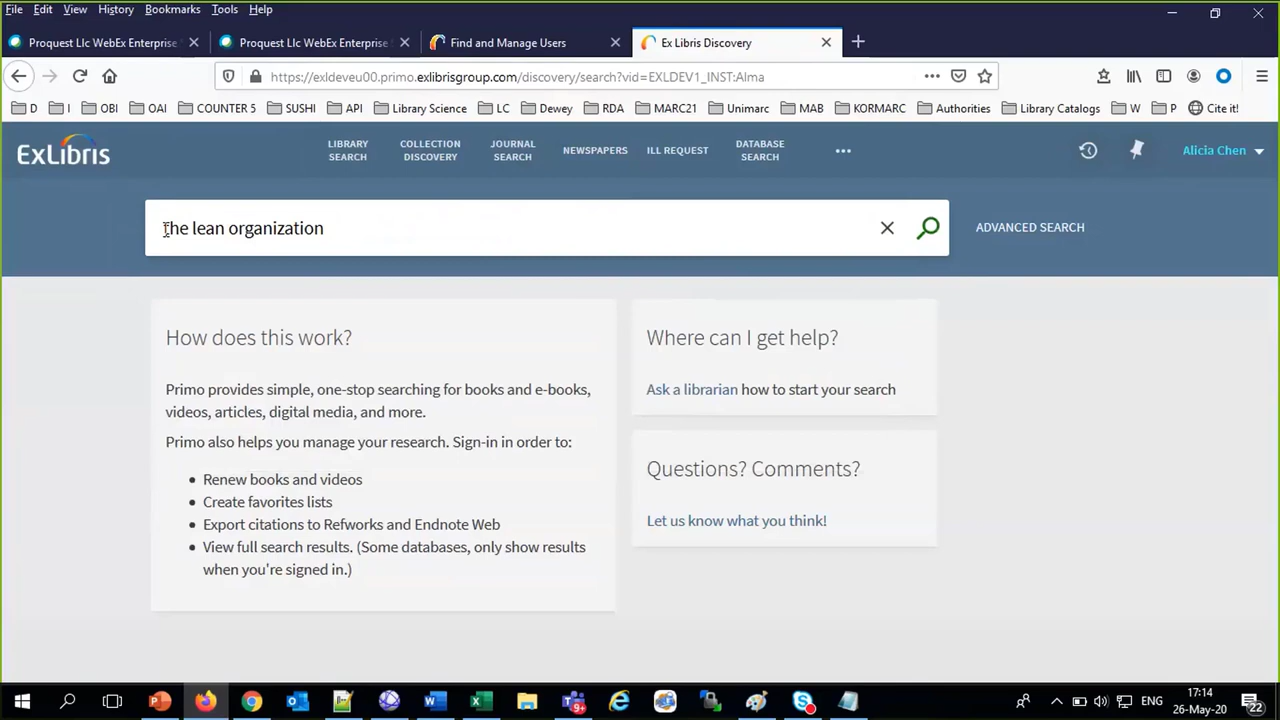 File Edit View History Bookmarks Tools Help
Proquest Llc WebEx Enterprise Proquest Llc WebEx Enterprise Find and Manage Users Ex Libris Discovery
https://exldeveu00.primo.exlibrisgroup.com/discovery/search?vid=EXLDEV1_INST:Alma
D I OBI OAI COUNTER 5 SUSHI API Library Science LC Dewey RDA MARC21 Unimarc MAB KORMARC Authorities Library Catalogs W P Cite it!
ExLibris
LIBRARY SEARCH
COLLECTION DISCOVERY
JOURNAL SEARCH
NEWSPAPERS
ILL REQUEST
DATABASE SEARCH
Alicia Chen
the lean organization
ADVANCED SEARCH
How does this work?
Primo provides simple, one-stop searching for books and e-books,
videos, articles, digital media, and more.
Primo also helps you manage your research. Sign-in in order to:
Renew books and videos
Create favorites lists
Export citations to Refworks and Endnote Web
View full search results. (Some databases, only show results
when you're signed in.)
Where can I get help?
Ask a librarian how to start your search
Questions? Comments?
Let us know what you think!
ENG
17:14
26-May-20
22